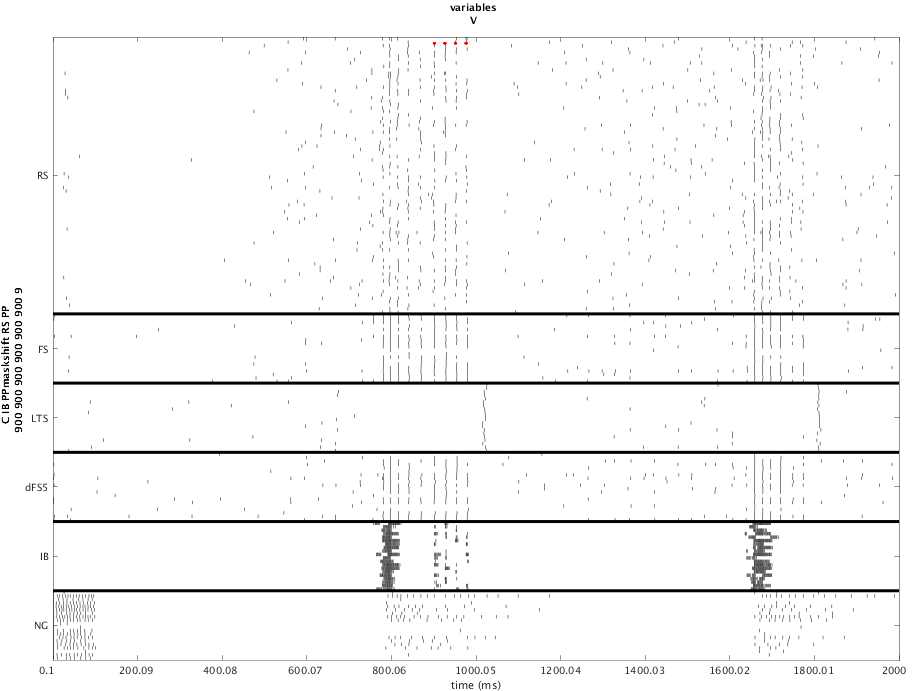 variables
V
C IB PPmaskshift RS PP
900 900 900 900 900 900 900 9
RS
FS
LTS
dFS5
IB
NG
0.1 200.09 400.08 600.07 800.06 1000.05 1200.04 1400.03 1600.02 1800.01 2000
time (ms)